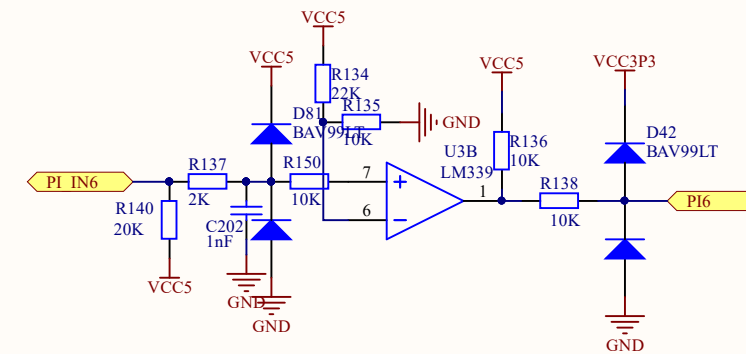 VCC5
VCC5
R134
22K
R135
10K
GND
D81
BAV99LT
VCC5
R136
10K
VCC3P3
D42
BAV99LT
U3B
LM339
PI_IN6
R137
2K
R150
10K
7
6
1
R138
10K
PI6
R140
20K
VCC5
C202
1nF
GND
GND
GND